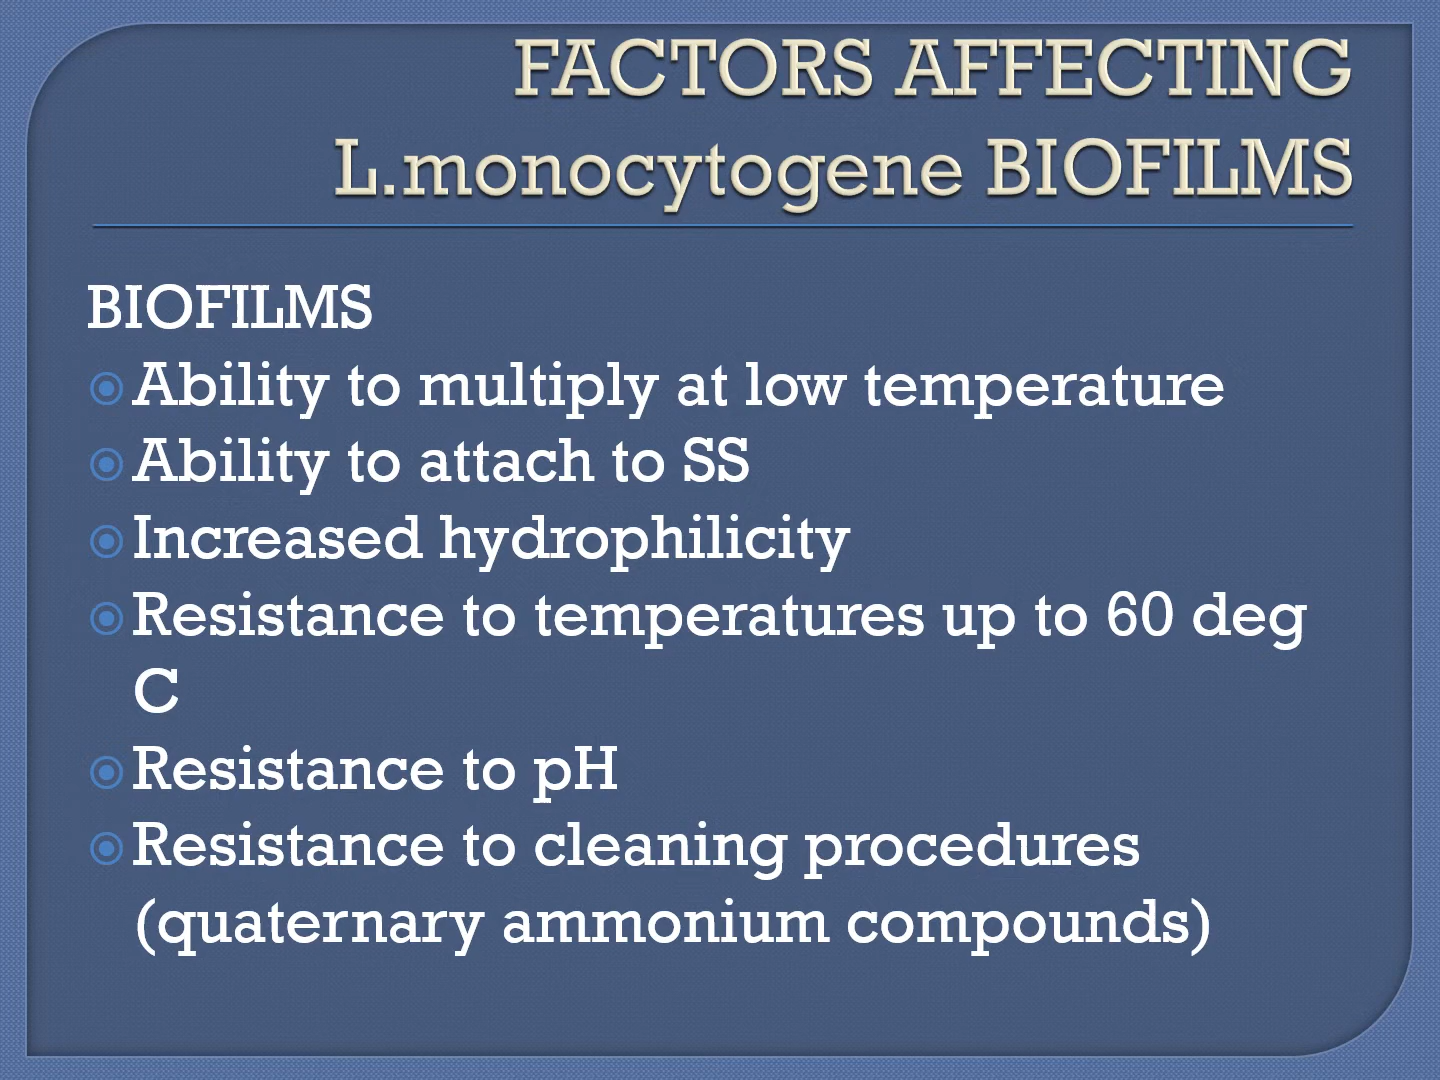 FACTORS AFFECTING
L.monocytogene BIOFILMS
BIOFILMS
Ability to multiply at low temperature
Ability to attach to SS
Increased hydrophilicity
Resistance to temperatures up to 60 deg
C
Resistance to pH
Resistance to cleaning procedures
(quaternary ammonium compounds)